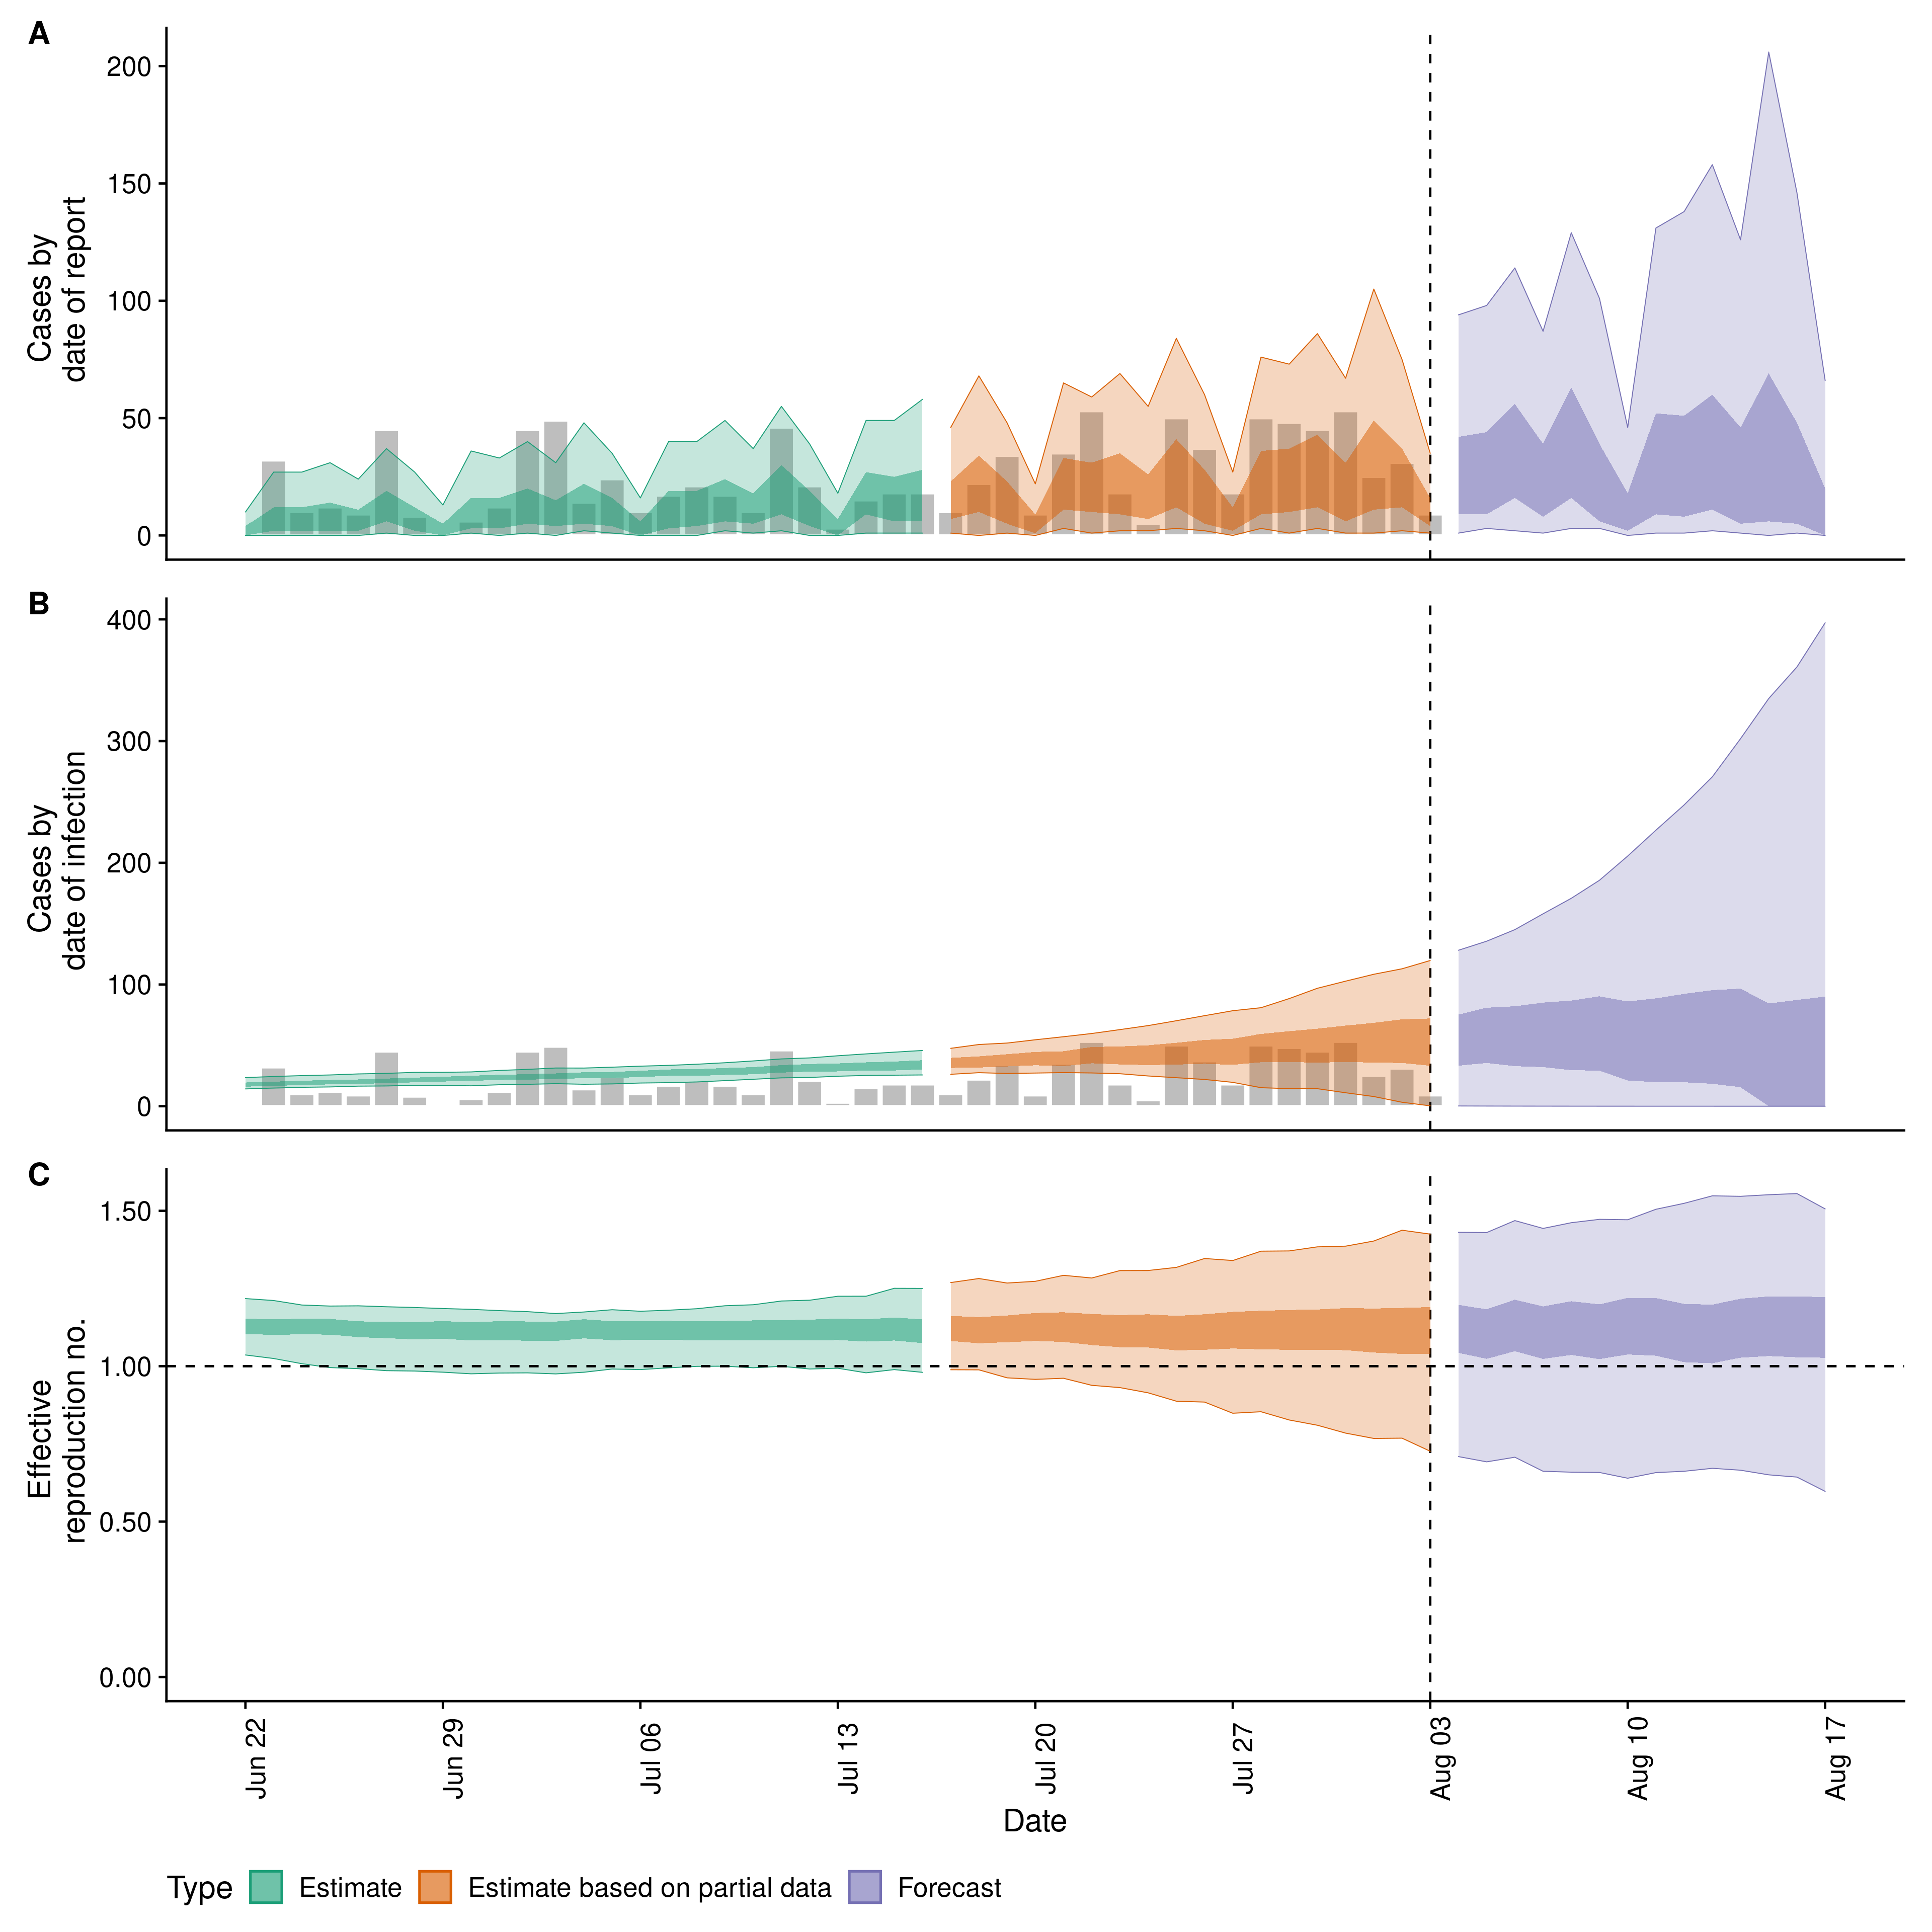 A
200
150
100
50
0
Cases by
date of report
B
400
300
200
100
0
Cases by
date of infection
C
1.50
1.00
0.50
0.00
Effective
reproduction no.
Jun 22
Jun 29
Jul 06
Jul 13
Jul 20
Jul 27
Aug 03
Aug 10
Aug 17
Date
Type Estimate Estimate based on partial data Forecast